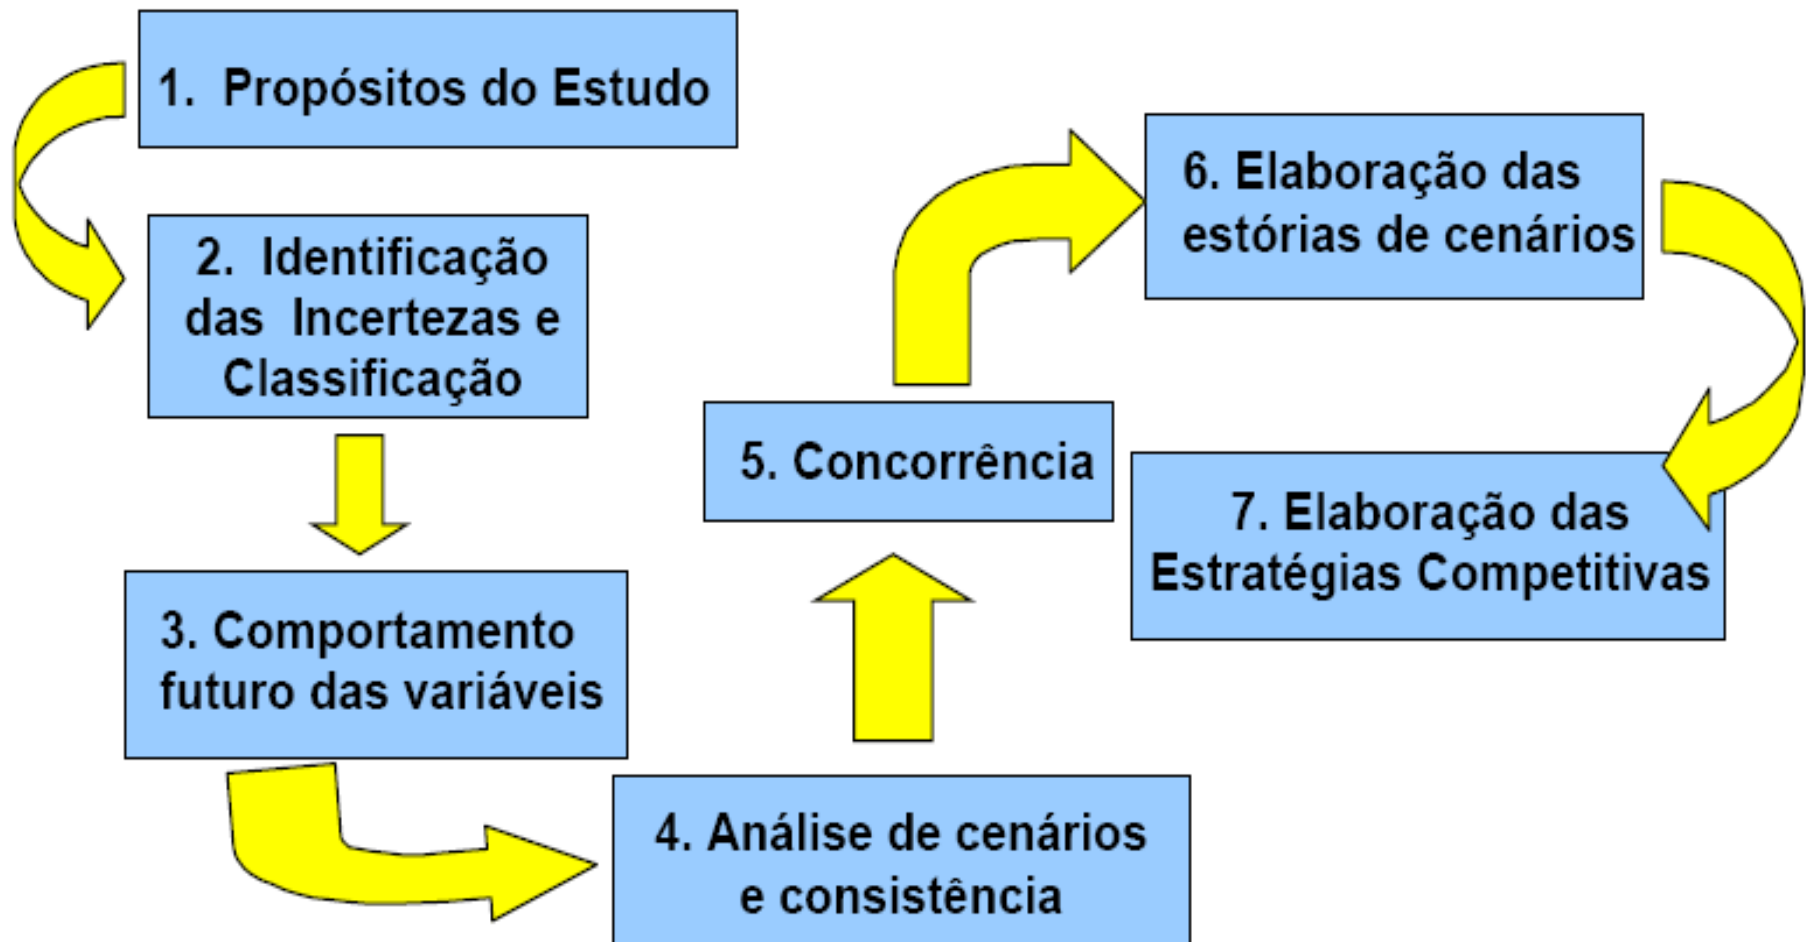 1. Propósitos do Estudo
2. Identificação
das Incertezas e
Classificação
3. Comportamento
futuro das variáveis
4. Análise de cenários
e consistência
5. Concorrência
6. Elaboração das
estórias de cenários
7. Elaboração das
Estratégias Competitivas